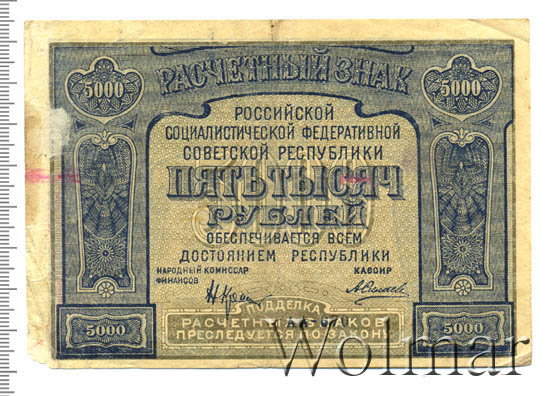 РАСЧЕТНЫЙ ЗНАК
5000 5000
РОССИЙСКОЙ
СОЦИАЛИСТИЧЕСКОЙ ФЕДЕРАТИВНОЙ
СОВЕТСКОЙ РЕСПУБЛИКИ
ПЯТЬ ТЫСЯЧ
РУБЛЕЙ
ОБЕСПЕЧИВАЕТСЯ ВСЕМ
ДОСТОЯНИЕМ РЕСПУБЛИКИ
НАРОДНЫЙ КОМИССАР
ФИНАНСОВ
КАССИР
ПОДДЕЛКА
5000 5000
РАСЧЕТНЫХ ЗНАКОВ
ПРЕСЛЕДУЕТСЯ ПО ЗАКОНУ
Wolmar